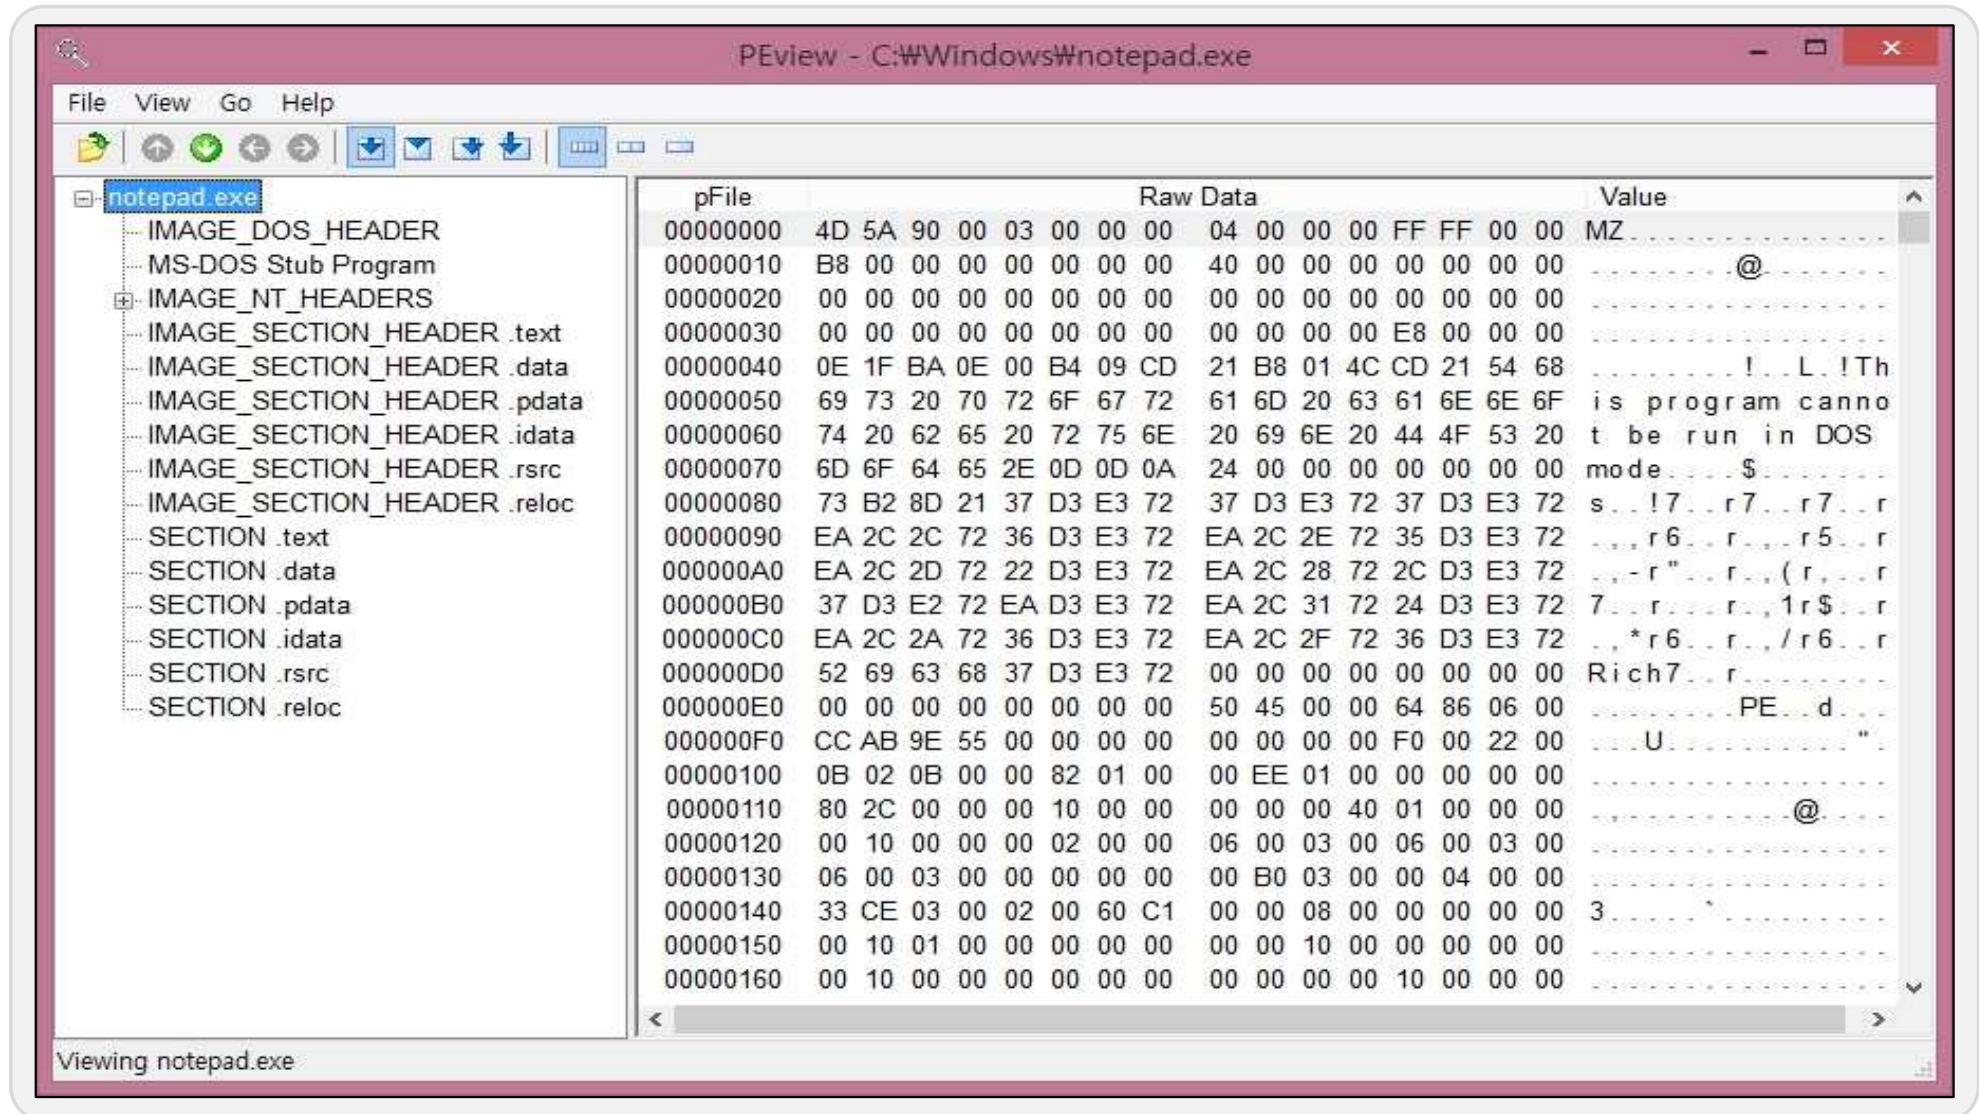 PEview - C:₩Windows₩notepad.exe
File View Go Help
notepad.exe
IMAGE_DOS_HEADER
MS-DOS Stub Program
IMAGE_NT_HEADERS
IMAGE_SECTION_HEADER .text
IMAGE_SECTION_HEADER .data
IMAGE_SECTION_HEADER .pdata
IMAGE_SECTION_HEADER .idata
IMAGE_SECTION_HEADER .rsrc
IMAGE_SECTION_HEADER .reloc
SECTION .text
SECTION .data
SECTION .pdata
SECTION .idata
SECTION .rsrc
SECTION .reloc
pFile Raw Data Value
00000000 4D 5A 90 00 03 00 00 00 04 00 00 00 FF FF 00 00 MZ..............
00000010 B8 00 00 00 00 00 00 00 40 00 00 00 00 00 00 00 ........@.......
00000020 00 00 00 00 00 00 00 00 00 00 00 00 00 00 00 00 ................
00000030 00 00 00 00 00 00 00 00 00 00 00 00 E8 00 00 00 ................
00000040 0E 1F BA 0E 00 B4 09 CD 21 B8 01 4C CD 21 54 68 ........!..L.!Th
00000050 69 73 20 70 72 6F 67 72 61 6D 20 63 61 6E 6E 6F is program canno
00000060 74 20 62 65 20 72 75 6E 20 69 6E 20 44 4F 53 20 t be run in DOS
00000070 6D 6F 64 65 2E 0D 0D 0A 24 00 00 00 00 00 00 00 mode....$.......
00000080 73 B2 8D 21 37 D3 E3 72 37 D3 E3 72 37 D3 E3 72 s..!7..r7..r7..r
00000090 EA 2C 2C 72 36 D3 E3 72 EA 2C 2E 72 35 D3 E3 72 .,,r6..r.,.r5..r
000000A0 EA 2C 2D 72 22 D3 E3 72 EA 2C 28 72 2C D3 E3 72 .,-r"..r.,(r,..r
000000B0 37 D3 E2 72 EA D3 E3 72 EA 2C 31 72 24 D3 E3 72 7..r...r.,1r$..r
000000C0 EA 2C 2A 72 36 D3 E3 72 EA 2C 2F 72 36 D3 E3 72 .,*r6..r.,/r6..r
000000D0 52 69 63 68 37 D3 E3 72 00 00 00 00 00 00 00 00 Rich7..r........
000000E0 00 00 00 00 00 00 00 00 50 45 00 00 64 86 06 00 ........PE..d...
000000F0 CC AB 9E 55 00 00 00 00 00 00 00 00 F0 00 22 00 ...U..........".
00000100 0B 02 0B 00 00 82 01 00 00 EE 01 00 00 00 00 00 ................
00000110 80 2C 00 00 00 10 00 00 00 00 00 40 01 00 00 00 .,.........@....
00000120 00 10 00 00 00 02 00 00 06 00 03 00 06 00 03 00 ................
00000130 06 00 03 00 00 00 00 00 00 B0 03 00 00 04 00 00 ................
00000140 33 CE 03 00 02 00 60 C1 00 00 08 00 00 00 00 00 3.....`.........
00000150 00 10 01 00 00 00 00 00 00 00 10 00 00 00 00 00 ................
00000160 00 10 00 00 00 00 00 00 00 00 00 00 10 00 00 00 ................
Viewing notepad.exe